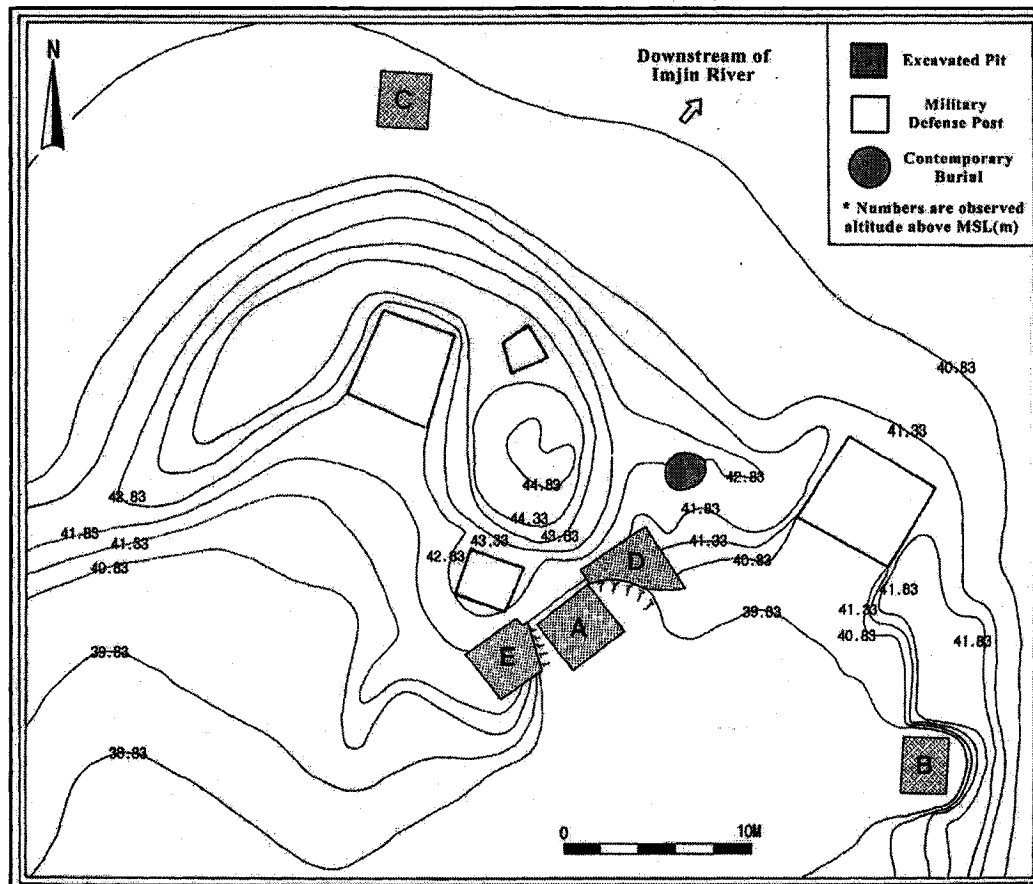 N
Downstream of
Imjin River
Excavated Pit
Military
Defense Post
Contemporary
Burial
* Numbers are observed
altitude above MSL(m)
C
40.83
41.33
42.83
44.83
44.33
43.83
43.33
42.83
41.83
41.33
40.83
D
A
E
39.83
43.83
41.83
41.33
40.83
41.83
41.33
40.83
41.83
39.83
38.83
B
0
10M